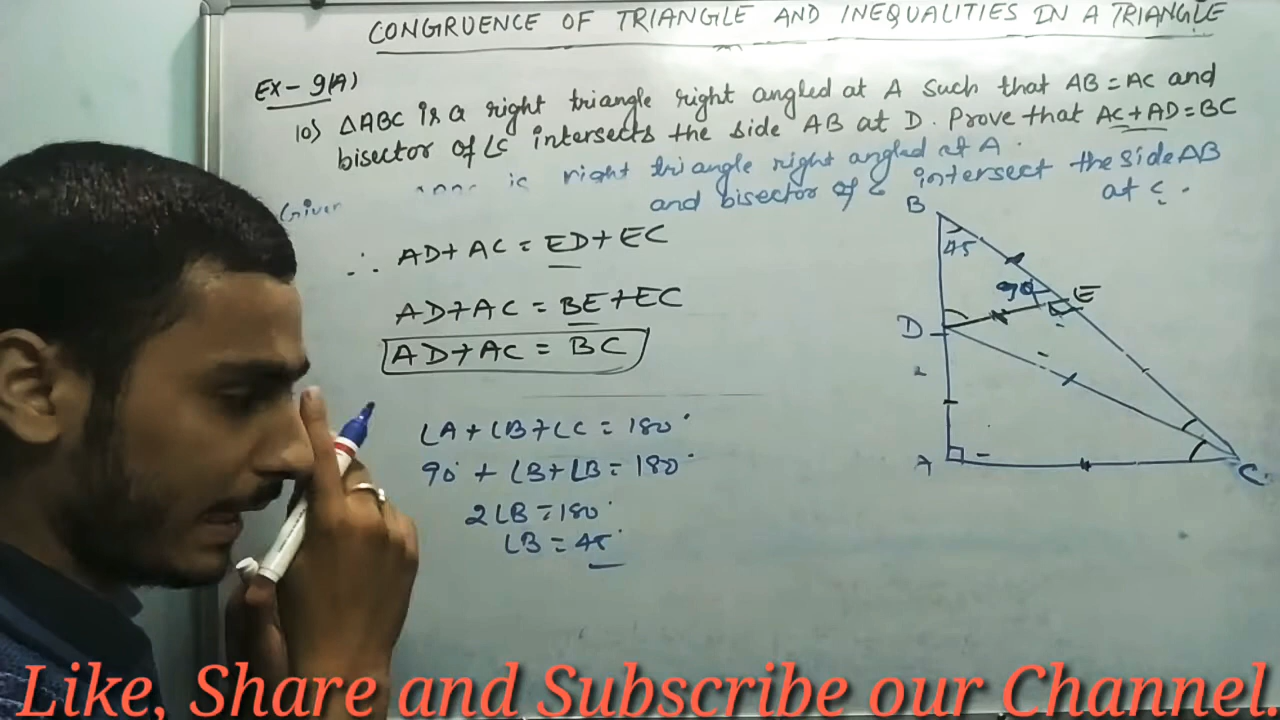 CONGRUENCE OF TRIANGLE AND INEQUALITIES IN A TRIANGLE
EX - 9(A)
10) △ABC is a right triangle right angled at A such that AB = AC and
bisector of ∠C intersects the side AB at D. Prove that AC + AD = BC
Given is right triangle right angled at A.
and bisector of C intersect the side AB
at C.
∴ AD + AC = ED + EC
AD + AC = BE + EC
AD + AC = BC
∠A + ∠B + ∠C = 180°
90° + ∠B + ∠B = 180°
2∠B = 180°
∠B = 45°
B
45
90
E
D
A
C
Like, Share and Subscribe our Channel.